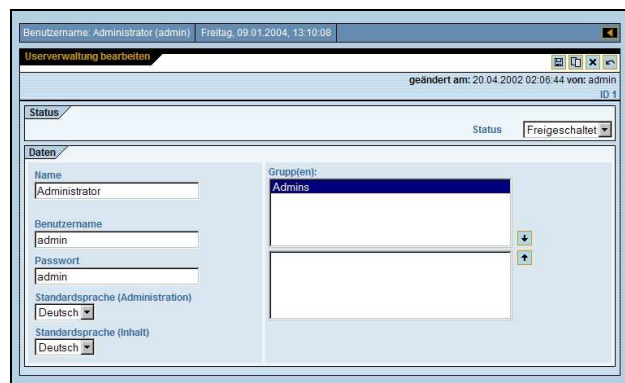 Benutzername: Administrator (admin) Freitag, 09.01.2004, 13:10:08
Userverwaltung bearbeiten
geändert am: 20.04.2002 02:06:44 von: admin
ID 1
Status
Status Freigeschaltet
Daten
Name
Administrator
Grupp(en):
Admins
Benutzername
admin
Passwort
admin
Standardsprache (Administration)
Deutsch
Standardsprache (Inhalt)
Deutsch